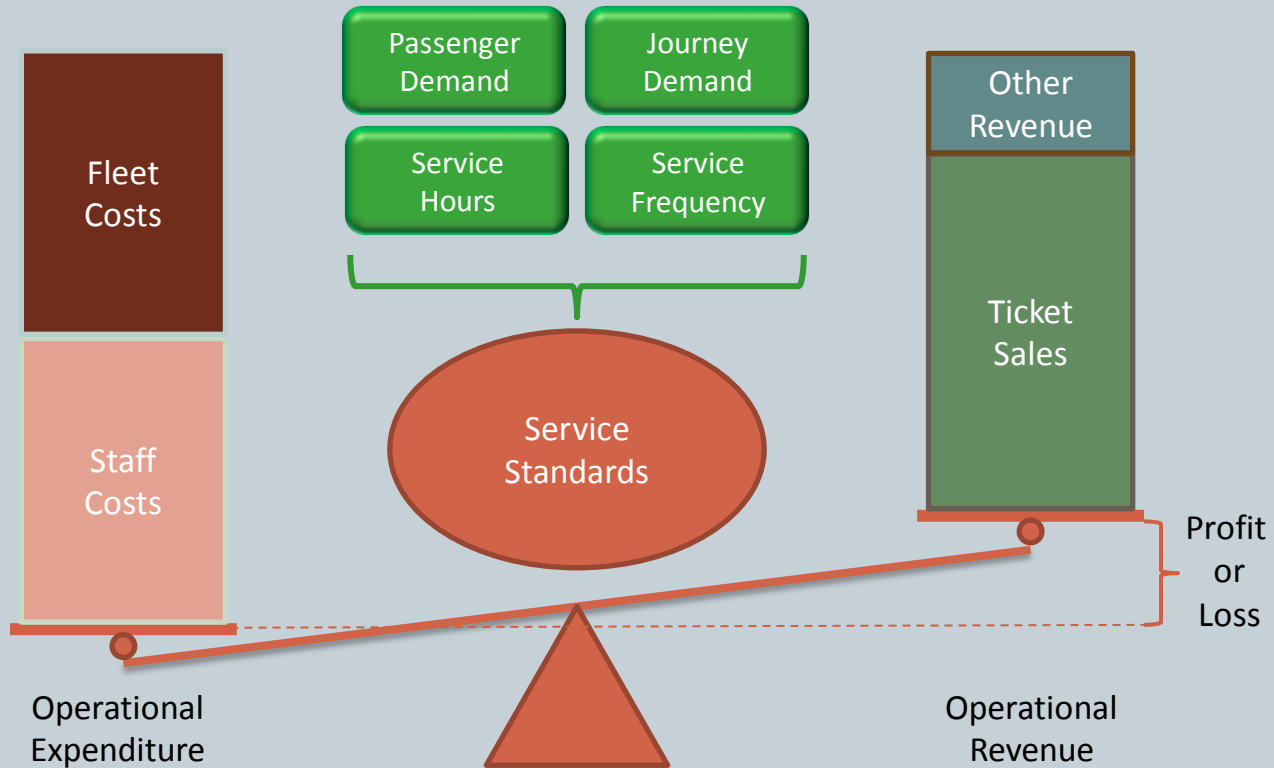 Passenger
Demand
Journey
Demand
Service
Hours
Service
Frequency
Fleet
Costs
Staff
Costs
Service
Standards
Other
Revenue
Ticket
Sales
Profit
or
Loss
Operational
Expenditure
Operational
Revenue